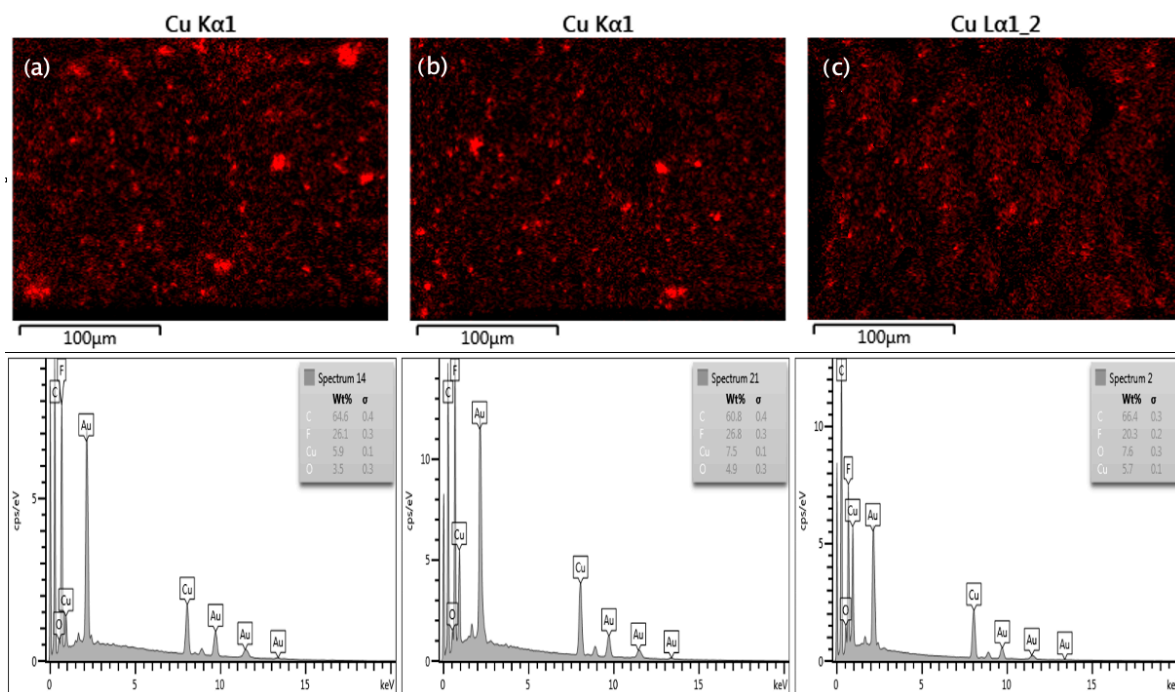 Cu Kα1
Cu Kα1
Cu Lα1_2
(a)
(b)
(c)
100μm
100μm
100μm
F
C
Au
Cu
O
Cu
Au
Au
Au
5
0
cps/eV
0
5
10
15
keV
Spectrum 14
Wt% σ
C 64.6 0.4
F 26.1 0.3
Cu 5.9 0.1
O 3.5 0.3
F
C
Au
Cu
O
Cu
Au
Au
Au
10
5
0
cps/eV
0
5
10
15
keV
Spectrum 21
Wt% σ
C 60.8 0.4
F 26.8 0.3
Cu 7.5 0.1
O 4.9 0.3
C
F
Cu
Au
O
Cu
Au
Au
Au
10
5
0
cps/eV
0
5
10
15
keV
Spectrum 2
Wt% σ
C 66.4 0.3
F 20.3 0.2
O 7.6 0.3
Cu 5.7 0.1